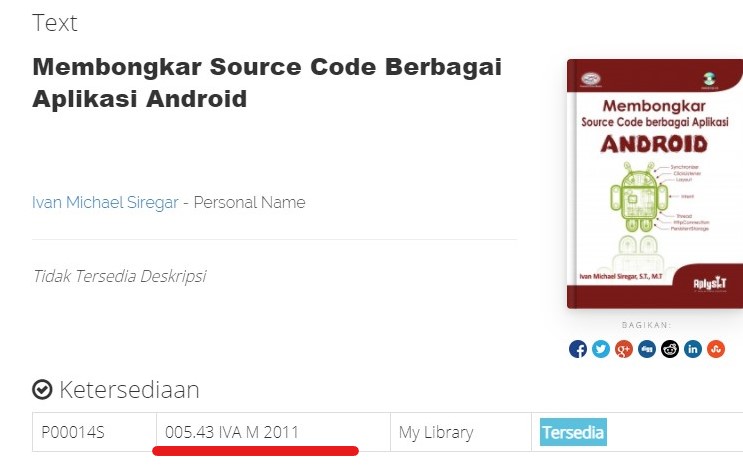 Text
Membongkar Source Code Berbagai
Aplikasi Android
Membongkar
Source Code berbagai Aplikasi
ANDROID
Synchronize
Clicklistener
Layout
Intent
Thread
HttpConnection
PersistentStorage
Ivan Michael Siregar, S.T., M.T
Ivan Michael Siregar - Personal Name
Tidak Tersedia Deskripsi
BAGIKAN:
Ketersediaan
P00014S 005.43 IVA M 2011 My Library Tersedia